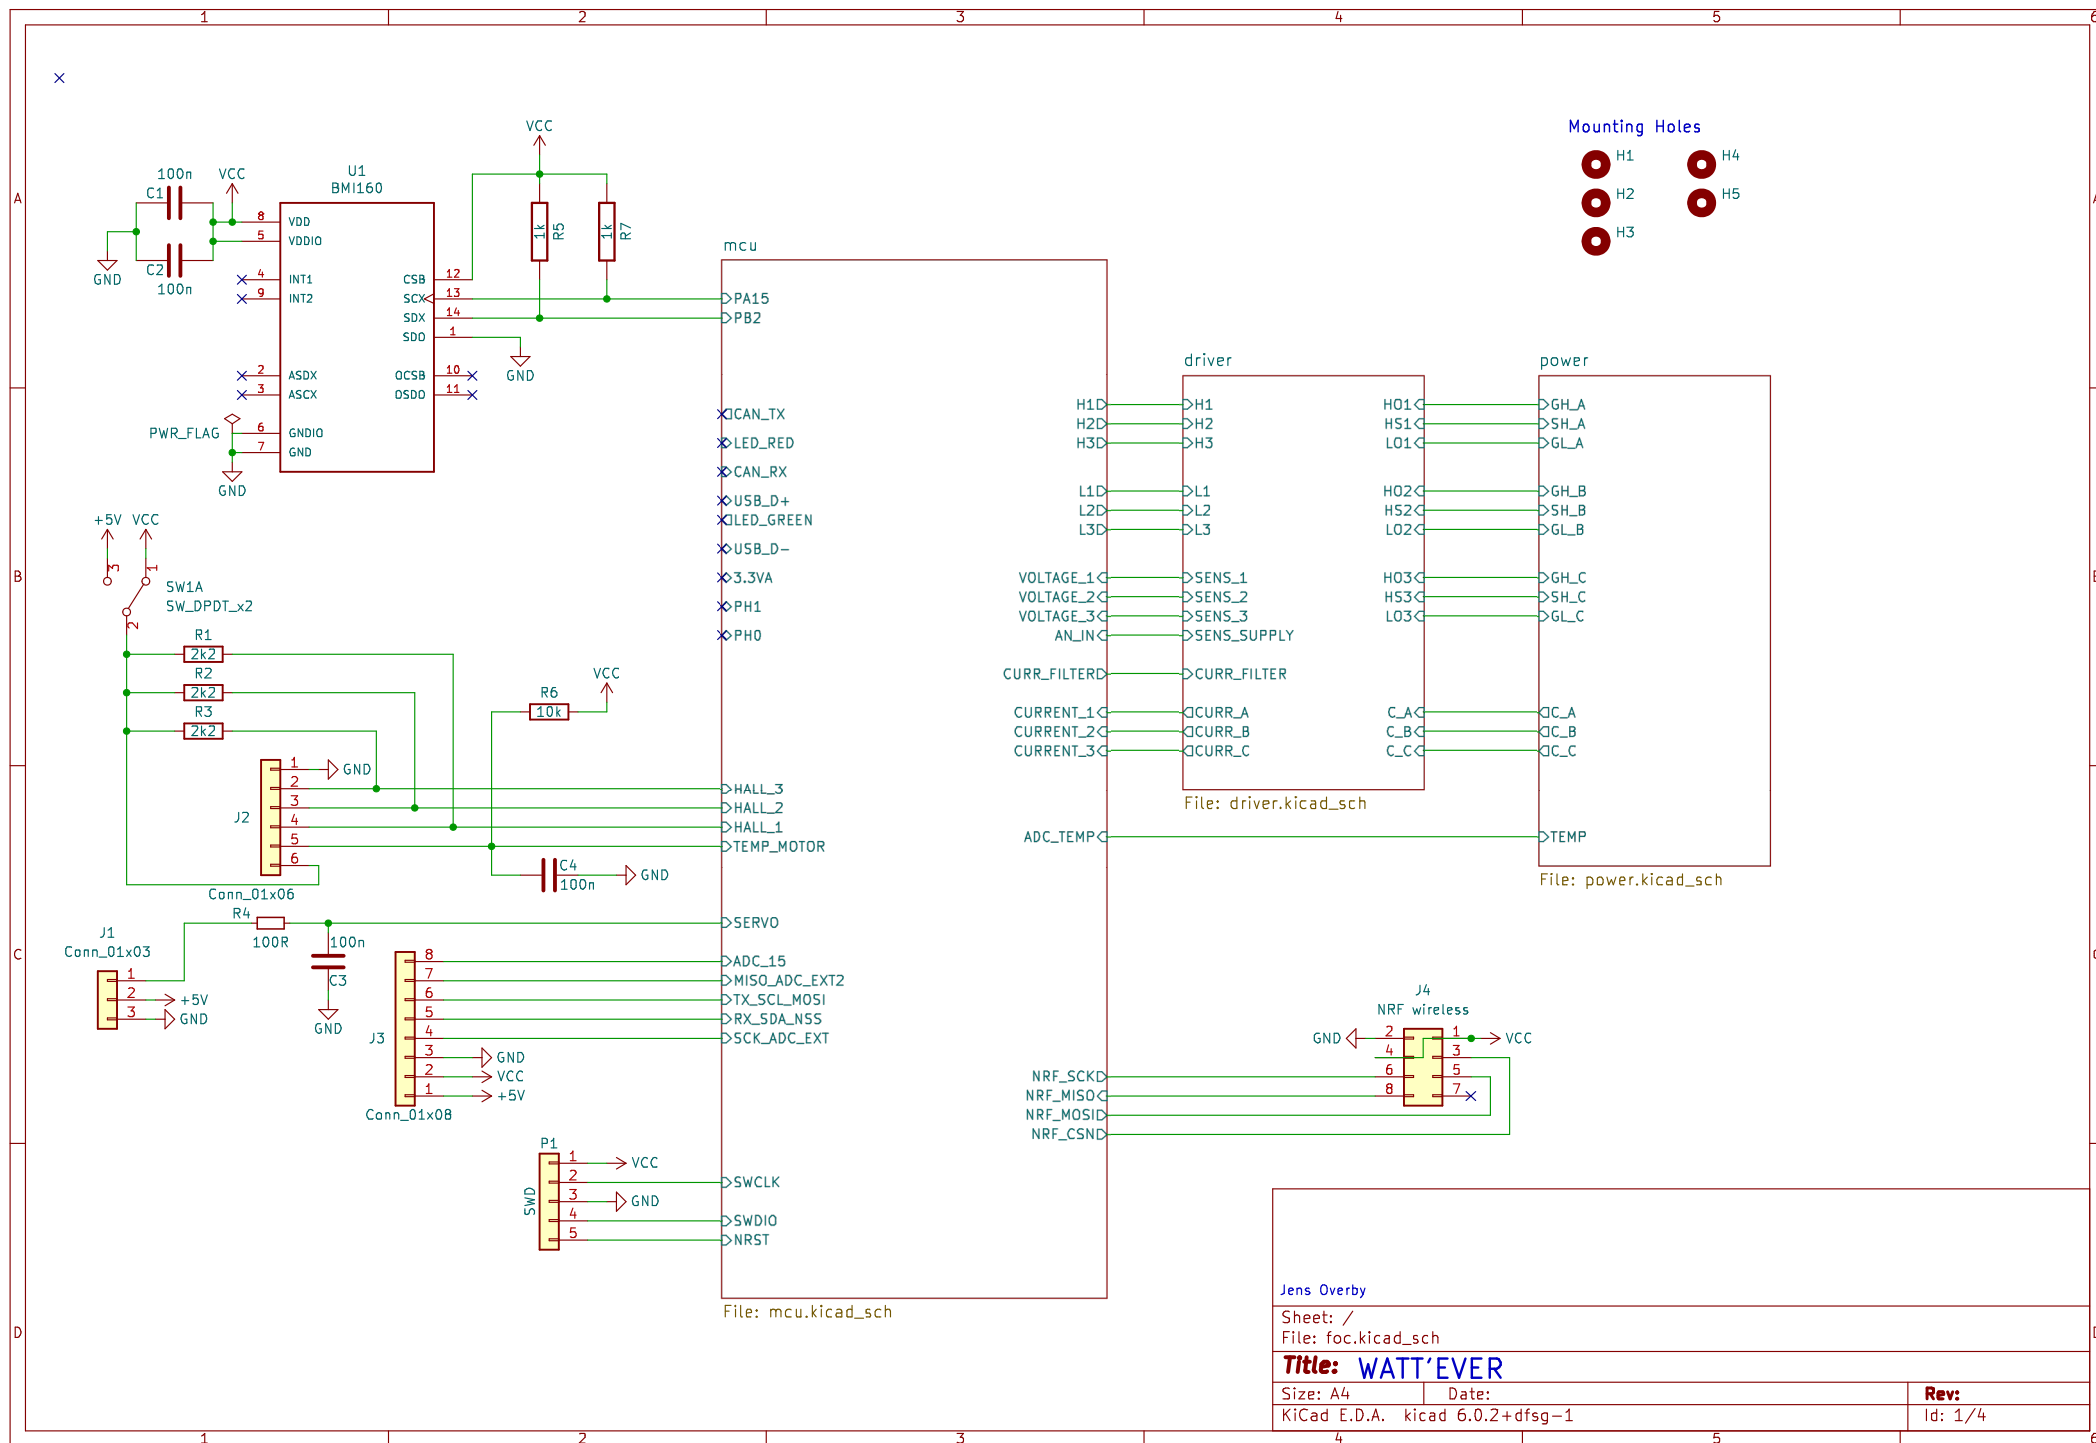 1 2 3 4 5 6
A
B
C
D
VCC
100n
C1
C2
100n
GND
VCC
U1
BMI160
8 VDD
5 VDDIO
4 INT1
9 INT2
2 ASDX
3 ASCX
6 GNDIO
7 GND
CSB 12
SCX 13
SDX 14
SDO 1
OCSB 10
OSDO 11
PWR_FLAG
GND
GND
1k R5
1k R7
Mounting Holes
H1 H4
H2 H5
H3
+5V VCC
3 1
2
SW1A
SW_DPDT_x2
R1
2k2
R2
2k2
R3
2k2
R6
10k
VCC
J2
1 GND
2
3
4
5
6
Conn_01x06
C4
100n
GND
R4
100R
100n
C3
GND
J1
Conn_01x03
1
2 +5V
3 GND
J3
8
7
6
5
4
3 GND
2 VCC
1 +5V
Conn_01x08
P1
SWD
1 VCC
2
3 GND
4
5
mcu
PA15
PB2
CAN_TX
LED_RED
CAN_RX
USB_D+
LED_GREEN
USB_D-
3.3VA
PH1
PH0
HALL_3
HALL_2
HALL_1
TEMP_MOTOR
SERVO
ADC_15
MISO_ADC_EXT2
TX_SCL_MOSI
RX_SDA_NSS
SCK_ADC_EXT
SWCLK
SWDIO
NRST
H1
H2
H3
L1
L2
L3
VOLTAGE_1
VOLTAGE_2
VOLTAGE_3
AN_IN
CURR_FILTER
CURRENT_1
CURRENT_2
CURRENT_3
ADC_TEMP
NRF_SCK
NRF_MISO
NRF_MOSI
NRF_CSN
File: mcu.kicad_sch
driver
H1
H2
H3
L1
L2
L3
SENS_1
SENS_2
SENS_3
SENS_SUPPLY
CURR_FILTER
CURR_A
CURR_B
CURR_C
HO1
HS1
LO1
HO2
HS2
LO2
HO3
HS3
LO3
C_A
C_B
C_C
File: driver.kicad_sch
power
GH_A
SH_A
GL_A
GH_B
SH_B
GL_B
GH_C
SH_C
GL_C
C_A
C_B
C_C
TEMP
File: power.kicad_sch
J4
NRF wireless
GND 2 1 VCC
4 3
6 5
8 7
Jens Overby
Sheet: /
File: foc.kicad_sch
Title: WATT'EVER
Size: A4 Date: Rev:
KiCad E.D.A. kicad 6.0.2+dfsg-1 Id: 1/4
A
B
C
D
1 2 3 4 5 6